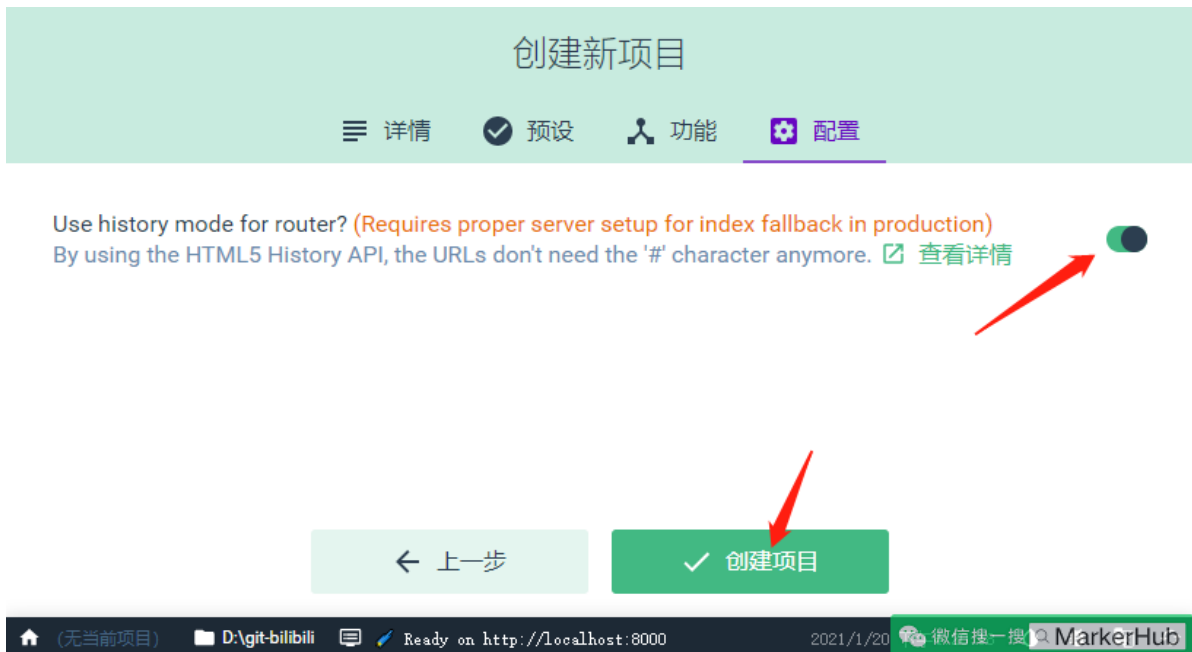 创建新项目
详情 预设 功能 配置
Use history mode for router? (Requires proper server setup for index fallback in production)
By using the HTML5 History API, the URLs don't need the '#' character anymore. 查看详情
上一步 创建项目
(无当前项目) D:\git-bilibili Ready on http://localhost:8000 2021/1/20 微信搜一搜 MarkerHub